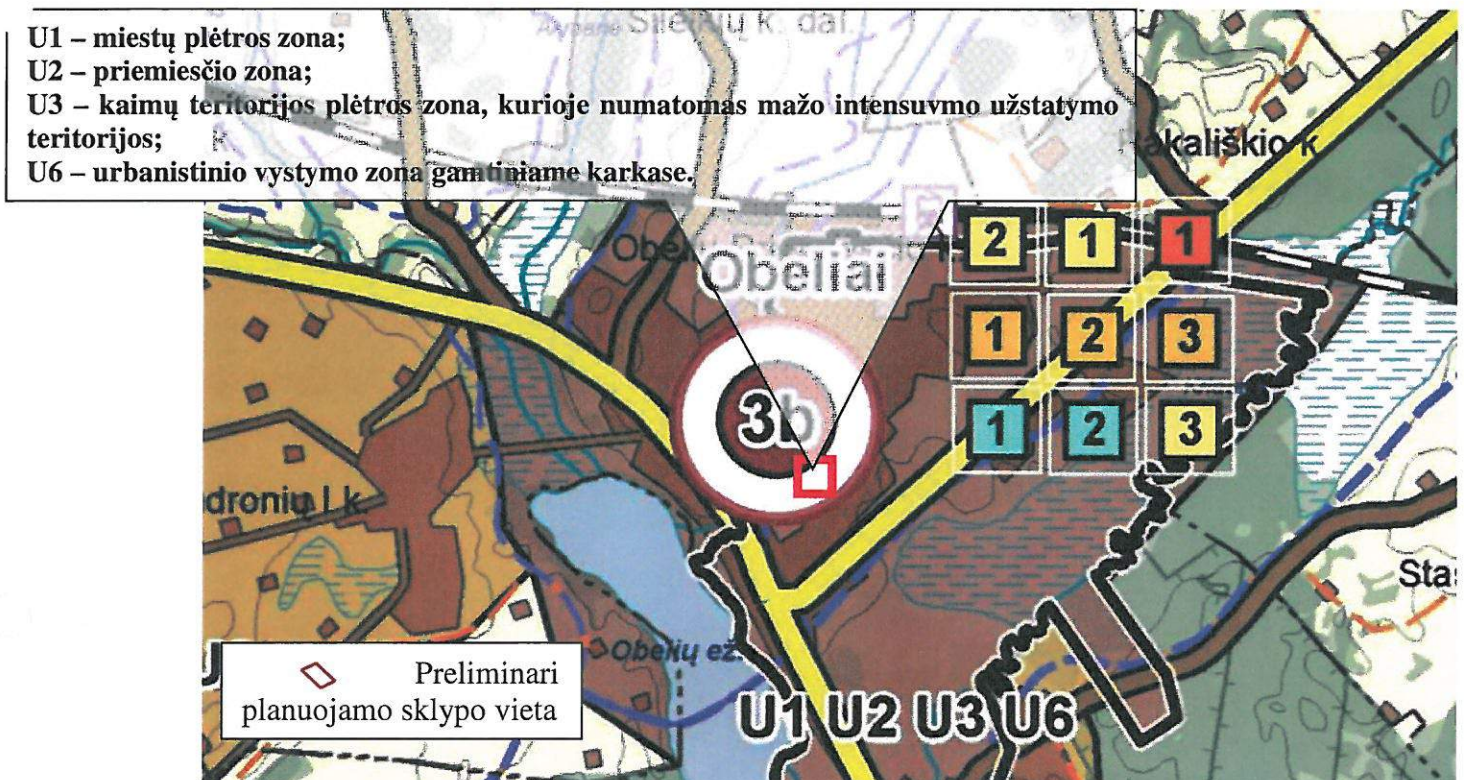 U1 – miestų plėtros zona;
U2 – priemiesčio zona;
U3 – kaimų teritorijos plėtros zona, kurioje numatomas mažo intensuvmo užstatymo
teritorijos;
U6 – urbanistinio vystymo zona gamtiniame karkase.
k. dal.
akališkio k
Obeliai
2 1 1
1 2 3
1 2 3
3b
dronių I k.
Sta
Obelių ež.
Preliminari
planuojamo sklypo vieta
U1 U2 U3 U6